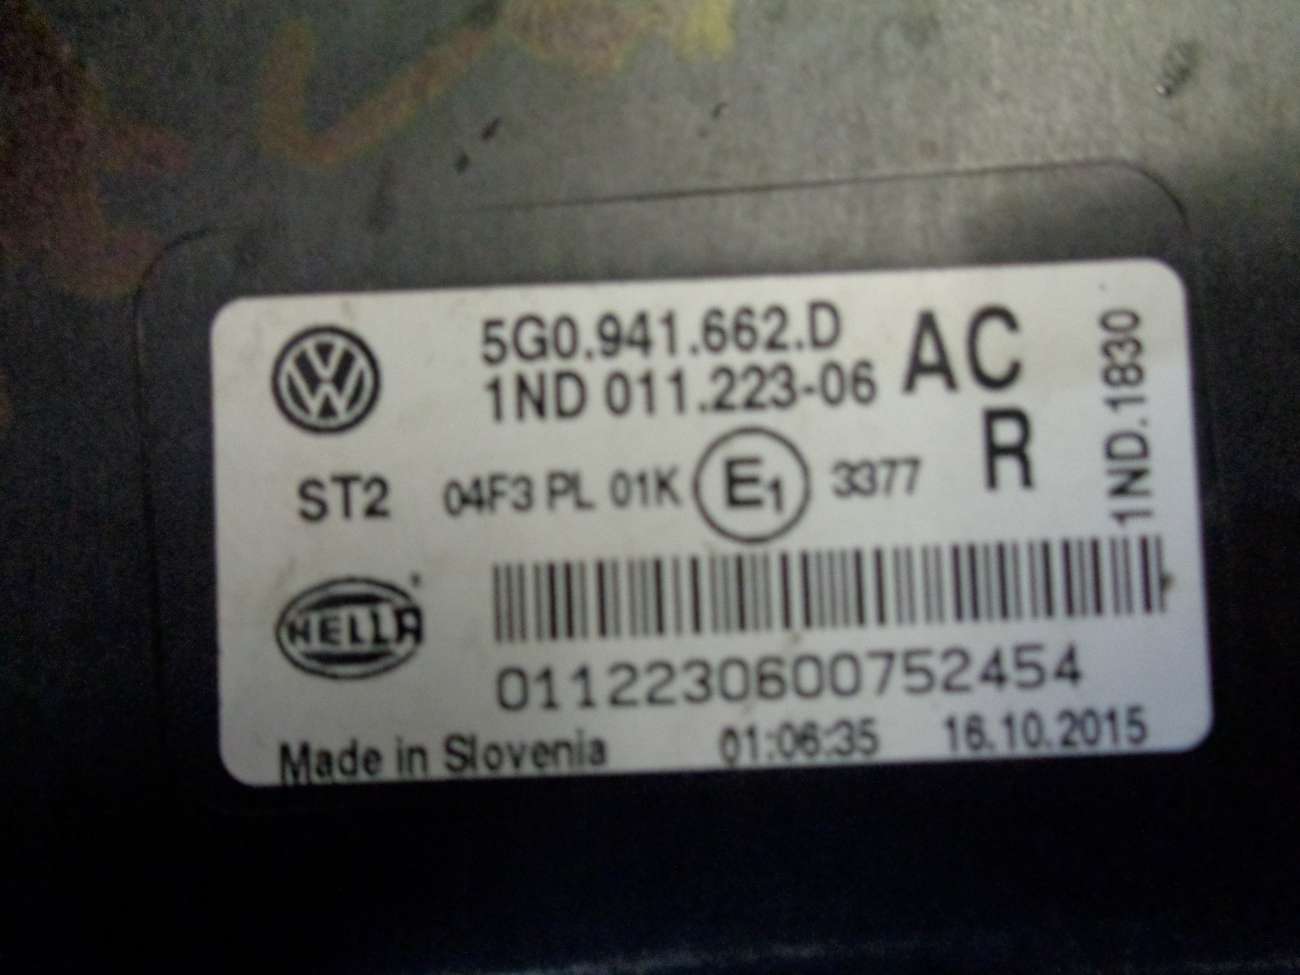 5G0.941.662.D AC
1ND 011.223-06
R
1ND.1830
ST2 04F3 PL 01K E1 3377
HELLA
0112230600752454
Made in Slovenia 01:06:35 16.10.2015